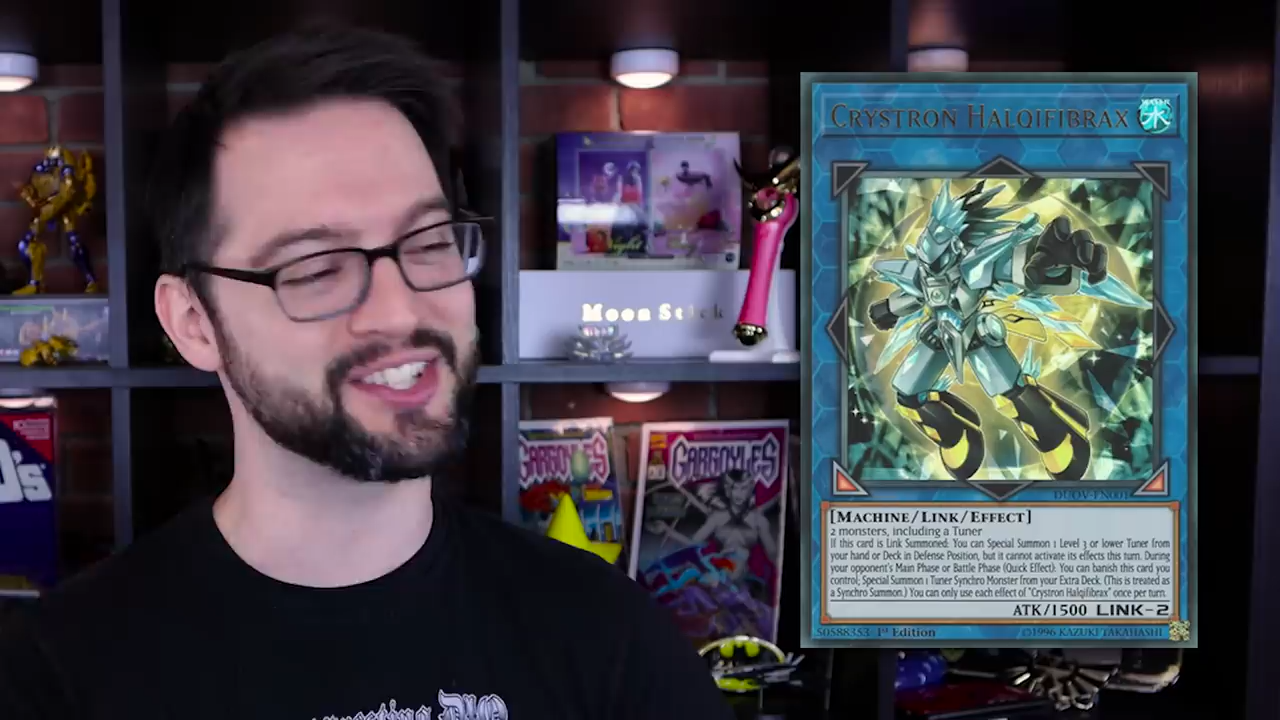 CRYSTRON HALQIFIBRAX
WATER
水
Moon Stick
GARGOYLES
GARGOYLES
D's
DUOV-EN001
[MACHINE/LINK/EFFECT]
2 monsters, including a Tuner
If this card is Link Summoned: You can Special Summon 1 Level 3 or lower Tuner from
your hand or Deck in Defense Position, but it cannot activate its effects this turn. During
your opponent's Main Phase or Battle Phase (Quick Effect): You can banish this card you
control; Special Summon 1 Tuner Synchro Monster from your Extra Deck. (This is treated as
a Synchro Summon.) You can only use each effect of "Crystron Halqifibrax" once per turn.
ATK/1500 LINK-2
50588353 1st Edition
©1996 KAZUKI TAKAHASHI